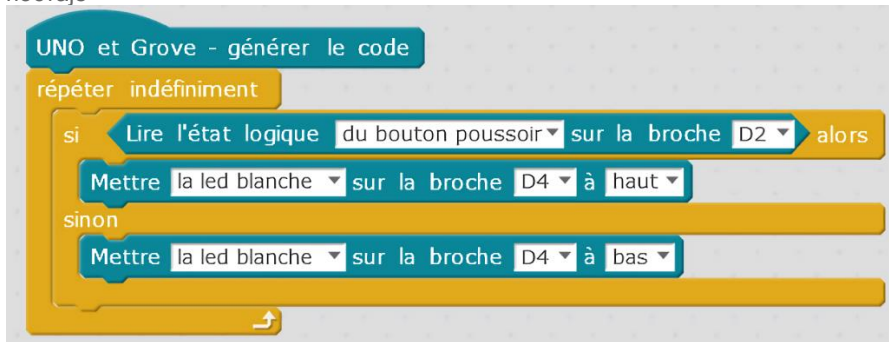 UNO et Grove - générer le code
répéter indéfiniment
si Lire l'état logique du bouton poussoir sur la broche D2 alors
Mettre la led blanche sur la broche D4 à haut
sinon
Mettre la led blanche sur la broche D4 à bas